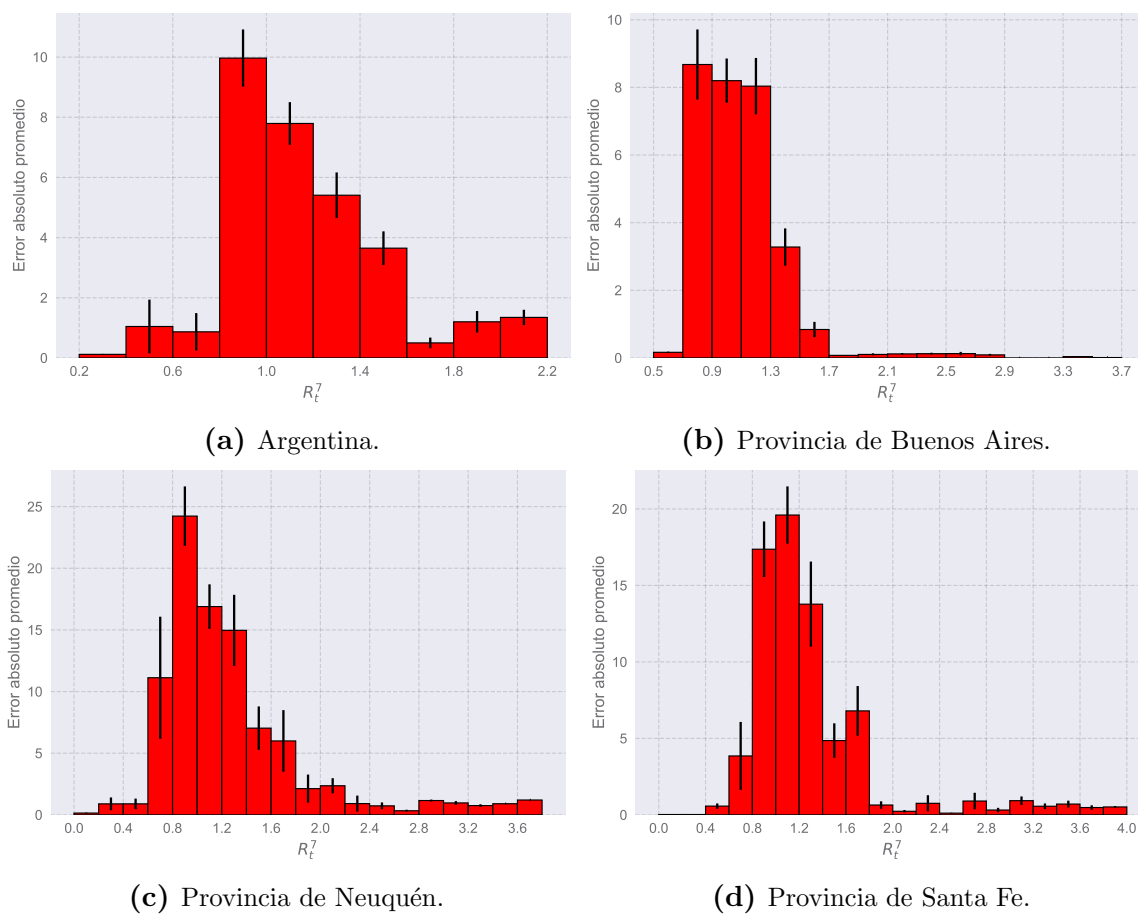 Error absoluto promedio
10
8
6
4
2
0
0.2 0.6 1.0 1.4 1.8 2.2
R_t^7
(a) Argentina.
Error absoluto promedio
10
8
6
4
2
0
0.5 0.9 1.3 1.7 2.1 2.5 2.9 3.3 3.7
R_t^7
(b) Provincia de Buenos Aires.
Error absoluto promedio
25
20
15
10
5
0
0.0 0.4 0.8 1.2 1.6 2.0 2.4 2.8 3.2 3.6
R_t^7
(c) Provincia de Neuquén.
Error absoluto promedio
20
15
10
5
0
0.0 0.4 0.8 1.2 1.6 2.0 2.4 2.8 3.2 3.6 4.0
R_t^7
(d) Provincia de Santa Fe.